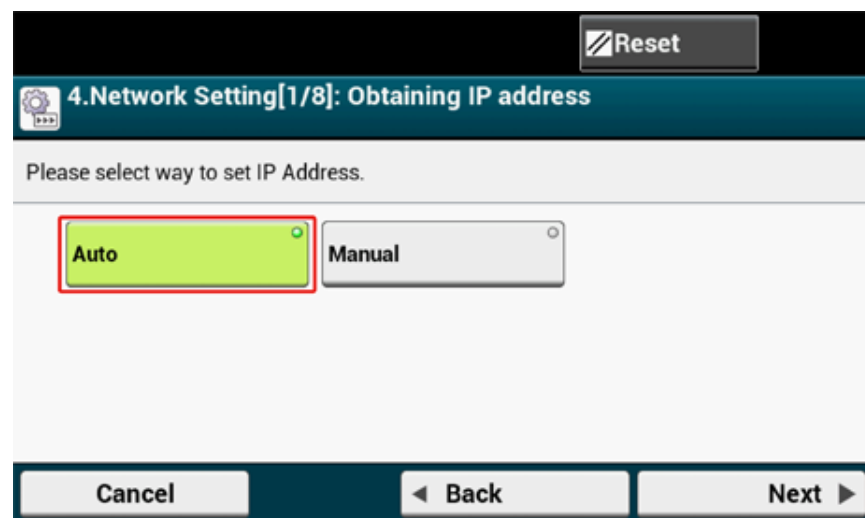 Reset
4.Network Setting[1/8]: Obtaining IP address
Please select way to set IP Address.
Auto
Manual
Cancel
Back
Next